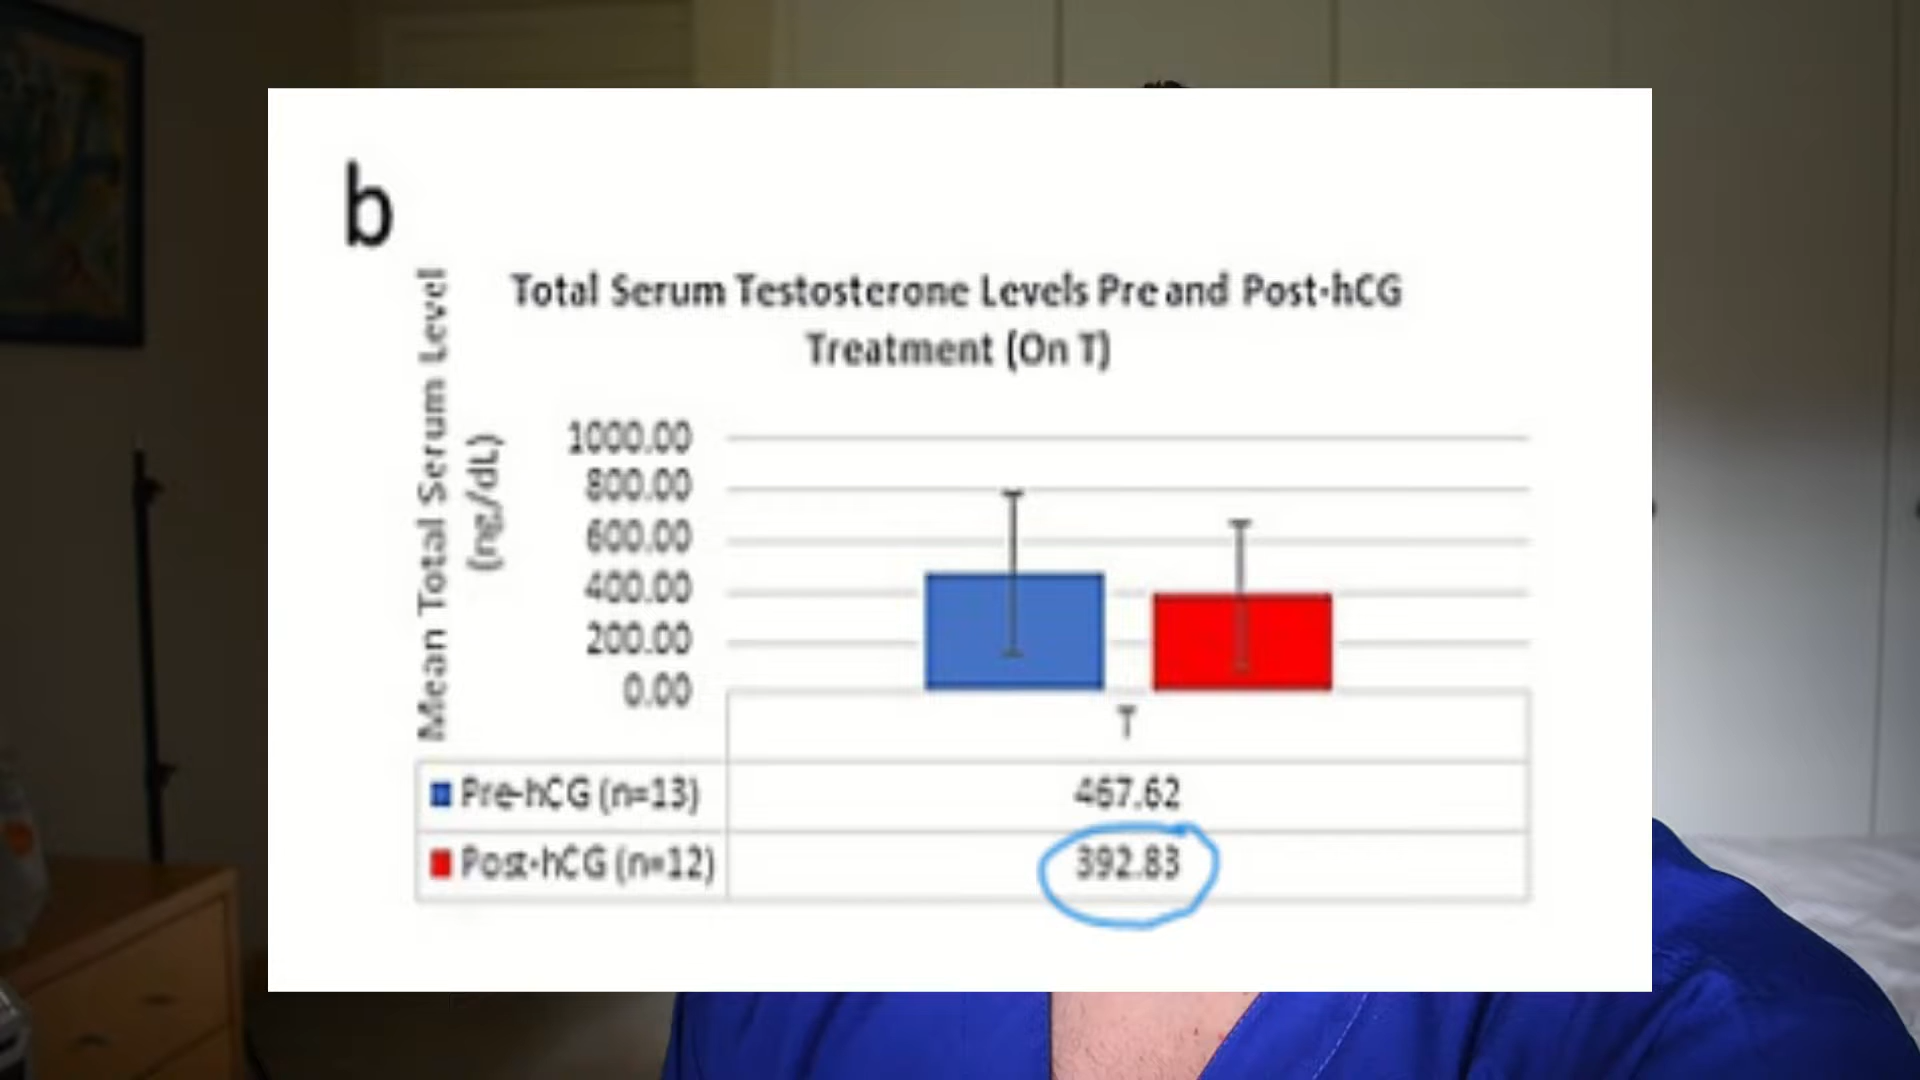 b
Total Serum Testosterone Levels Pre and Post-hCG
Treatment (On T)
Mean Total Serum Level
(ng/dL)
1000.00
800.00
600.00
400.00
200.00
0.00
T
Pre-hCG (n=13) 467.62
Post-hCG (n=12) 392.83